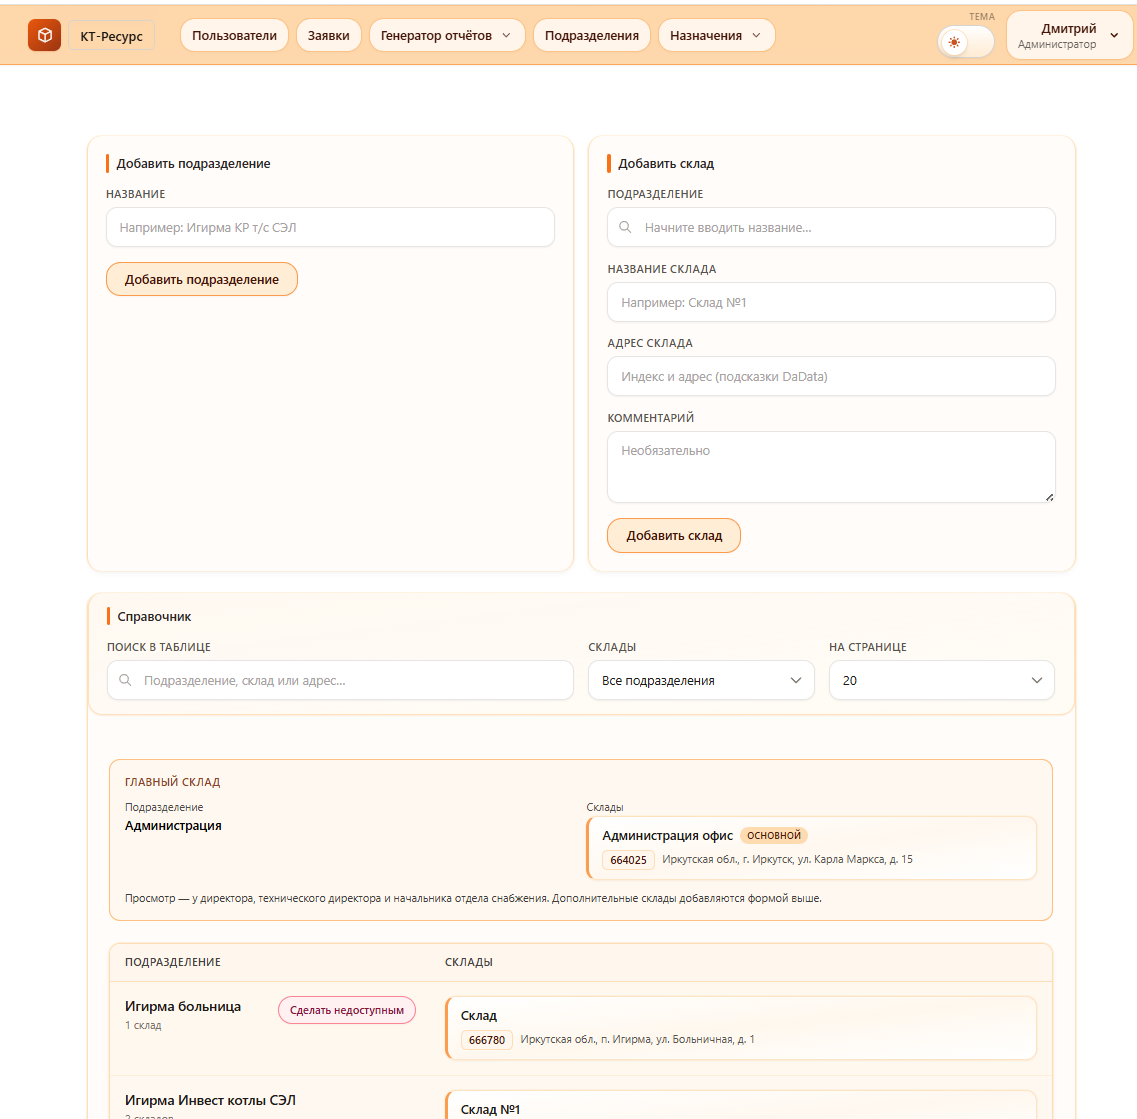 КТ-Ресурс
Пользователи
Заявки
Генератор отчётов
Подразделения
Назначения
ТЕМА
Дмитрий
Администратор
Добавить подразделение
НАЗВАНИЕ
Например: Игирма КР т/с СЭЛ
Добавить подразделение
Добавить склад
ПОДРАЗДЕЛЕНИЕ
Начните вводить название...
НАЗВАНИЕ СКЛАДА
Например: Склад №1
АДРЕС СКЛАДА
Индекс и адрес (подсказки DaData)
КОММЕНТАРИЙ
Необязательно
Добавить склад
Справочник
ПОИСК В ТАБЛИЦЕ
Подразделение, склад или адрес...
СКЛАДЫ
Все подразделения
НА СТРАНИЦЕ
20
ГЛАВНЫЙ СКЛАД
Подразделение
Администрация
Склады
Администрация офис ОСНОВНОЙ
664025 Иркутская обл., г. Иркутск, ул. Карла Маркса, д. 15
Просмотр — у директора, технического директора и начальника отдела снабжения. Дополнительные склады добавляются формой выше.
ПОДРАЗДЕЛЕНИЕ СКЛАДЫ
Игирма больница
1 склад
Сделать недоступным
Склад
666780 Иркутская обл., п. Игирма, ул. Больничная, д. 1
Игирма Инвест котлы СЭЛ
2 складов
Склад №1